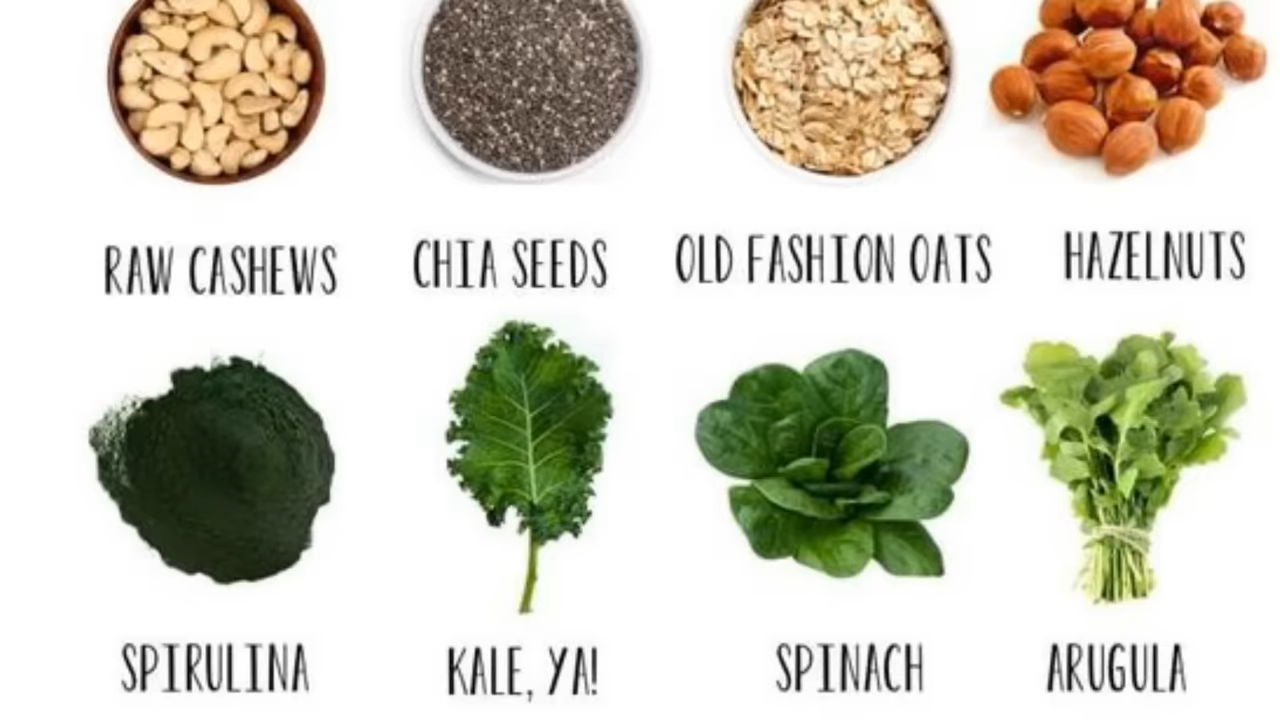 RAW CASHEWS
CHIA SEEDS
OLD FASHION OATS
HAZELNUTS
SPIRULINA
KALE, YA!
SPINACH
ARUGULA